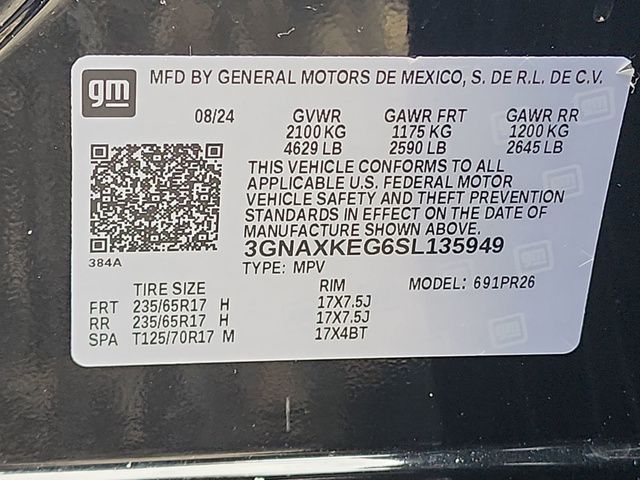 gm
MFD BY GENERAL MOTORS DE MEXICO, S. DE R.L. DE C.V.
08/24 GVWR GAWR FRT GAWR RR
2100 KG 1175 KG 1200 KG
4629 LB 2590 LB 2645 LB
THIS VEHICLE CONFORMS TO ALL
APPLICABLE U.S. FEDERAL MOTOR
VEHICLE SAFETY AND THEFT PREVENTION
STANDARDS IN EFFECT ON THE DATE OF
MANUFACTURE SHOWN ABOVE.
384A
3GNAXKEG6SL135949
TYPE: MPV
TIRE SIZE RIM MODEL: 691PR26
FRT 235/65R17 H 17X7.5J
RR 235/65R17 H 17X7.5J
SPA T125/70R17 M 17X4BT